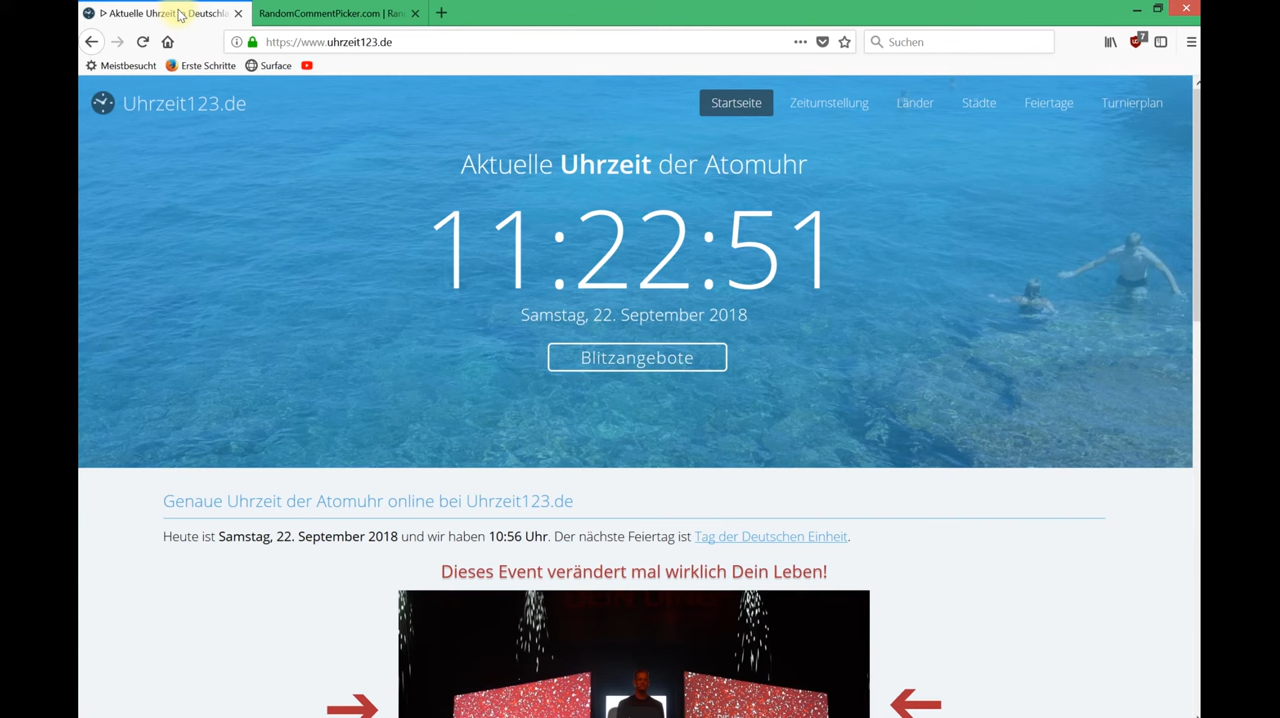 ᐅ Aktuelle Uhrzeit in Deutschla
RandomCommentPicker.com | Ran
https://www.uhrzeit123.de
Suchen
7
Meistbesucht
Erste Schritte
Surface
Uhrzeit123.de
Startseite
Zeitumstellung
Länder
Städte
Feiertage
Turnierplan
Aktuelle Uhrzeit der Atomuhr
11:22:51
Samstag, 22. September 2018
Blitzangebote
Genaue Uhrzeit der Atomuhr online bei Uhrzeit123.de
Heute ist Samstag, 22. September 2018 und wir haben 10:56 Uhr. Der nächste Feiertag ist Tag der Deutschen Einheit.
Dieses Event verändert mal wirklich Dein Leben!